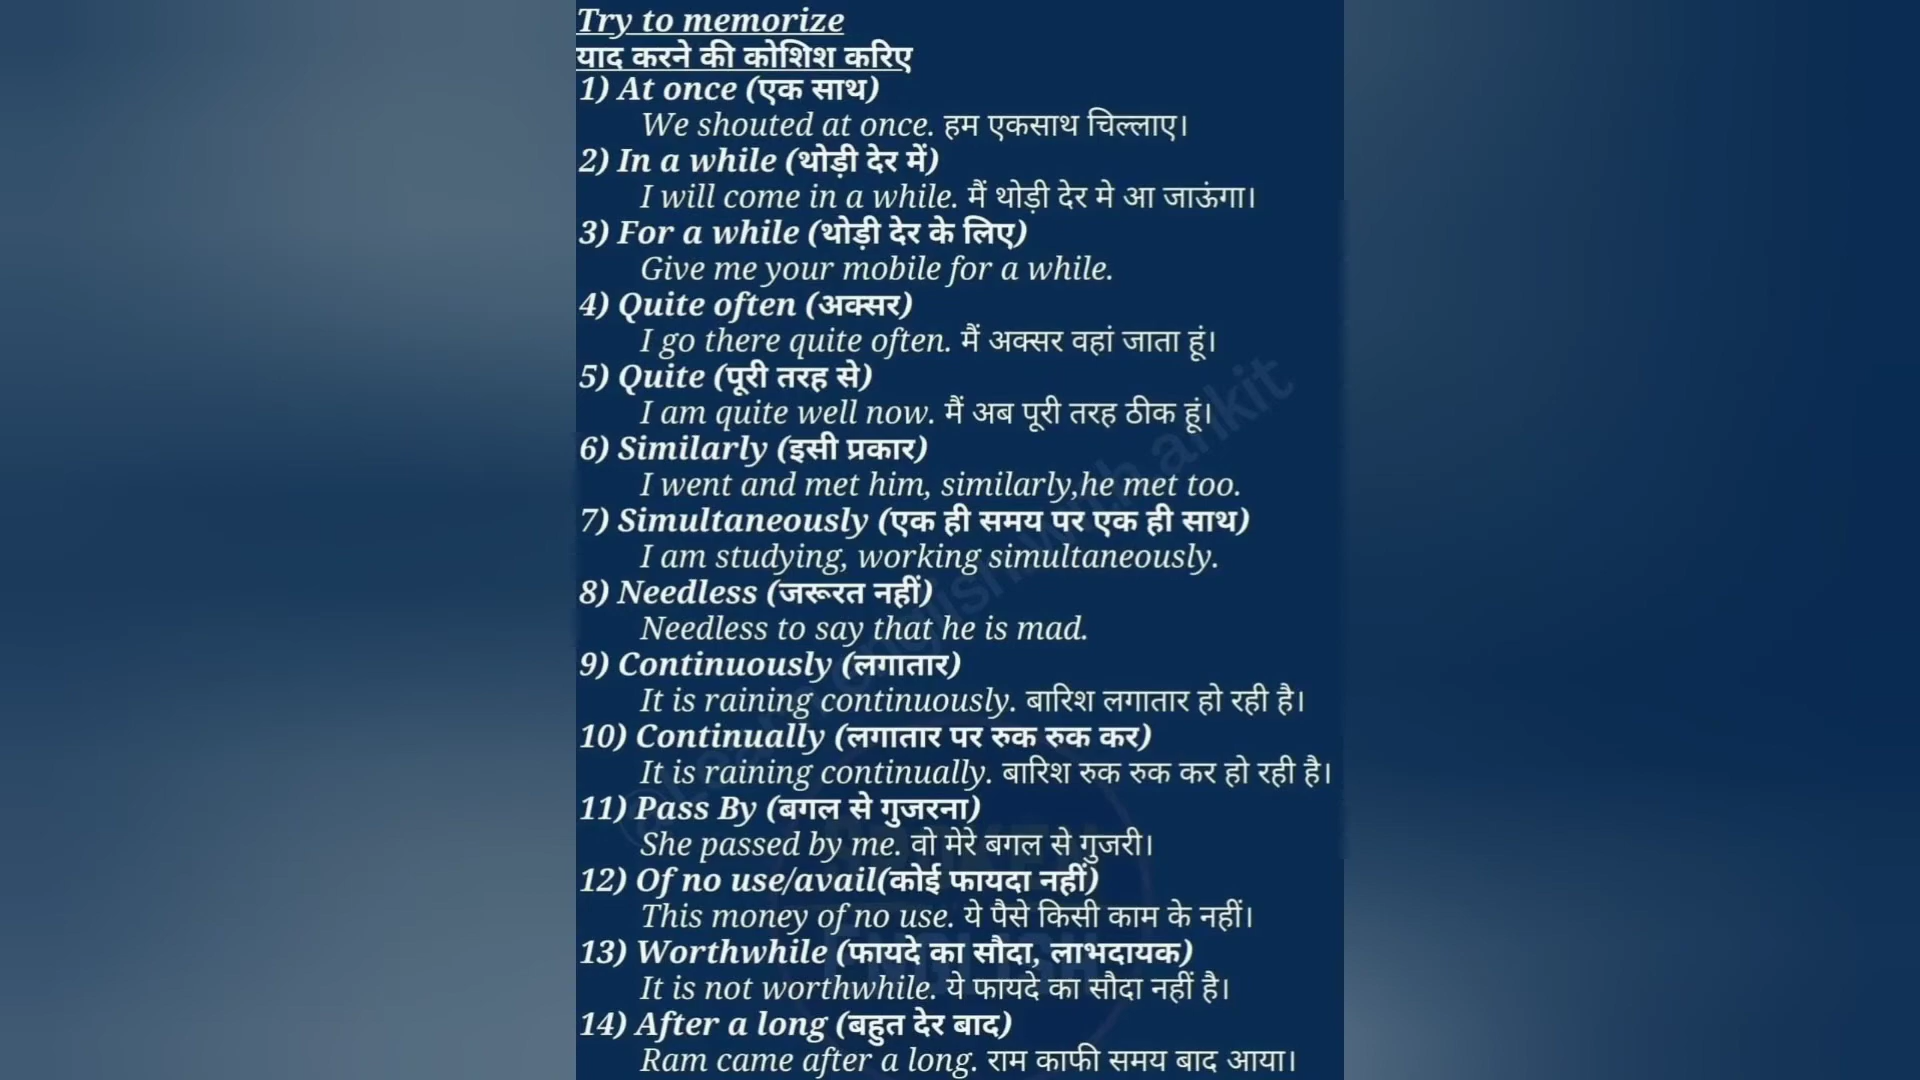 Try to memorize
याद करने की कोशिश करिए
1) At once (एक साथ)
We shouted at once. हम एकसाथ चिल्लाए।
2) In a while (थोड़ी देर में)
I will come in a while. मैं थोड़ी देर मे आ जाऊंगा।
3) For a while (थोड़ी देर के लिए)
Give me your mobile for a while.
4) Quite often (अक्सर)
I go there quite often. मैं अक्सर वहां जाता हूं।
5) Quite (पूरी तरह से)
I am quite well now. मैं अब पूरी तरह ठीक हूं।
6) Similarly (इसी प्रकार)
I went and met him, similarly,he met too.
7) Simultaneously (एक ही समय पर एक ही साथ)
I am studying, working simultaneously.
8) Needless (जरूरत नहीं)
Needless to say that he is mad.
9) Continuously (लगातार)
It is raining continuously. बारिश लगातार हो रही है।
10) Continually (लगातार पर रुक रुक कर)
It is raining continually. बारिश रुक रुक कर हो रही है।
11) Pass By (बगल से गुजरना)
She passed by me. वो मेरे बगल से गुजरी।
12) Of no use/avail(कोई फायदा नहीं)
This money of no use. ये पैसे किसी काम के नहीं।
13) Worthwhile (फायदे का सौदा, लाभदायक)
It is not worthwhile. ये फायदे का सौदा नहीं है।
14) After a long (बहुत देर बाद)
Ram came after a long. राम काफी समय बाद आया।